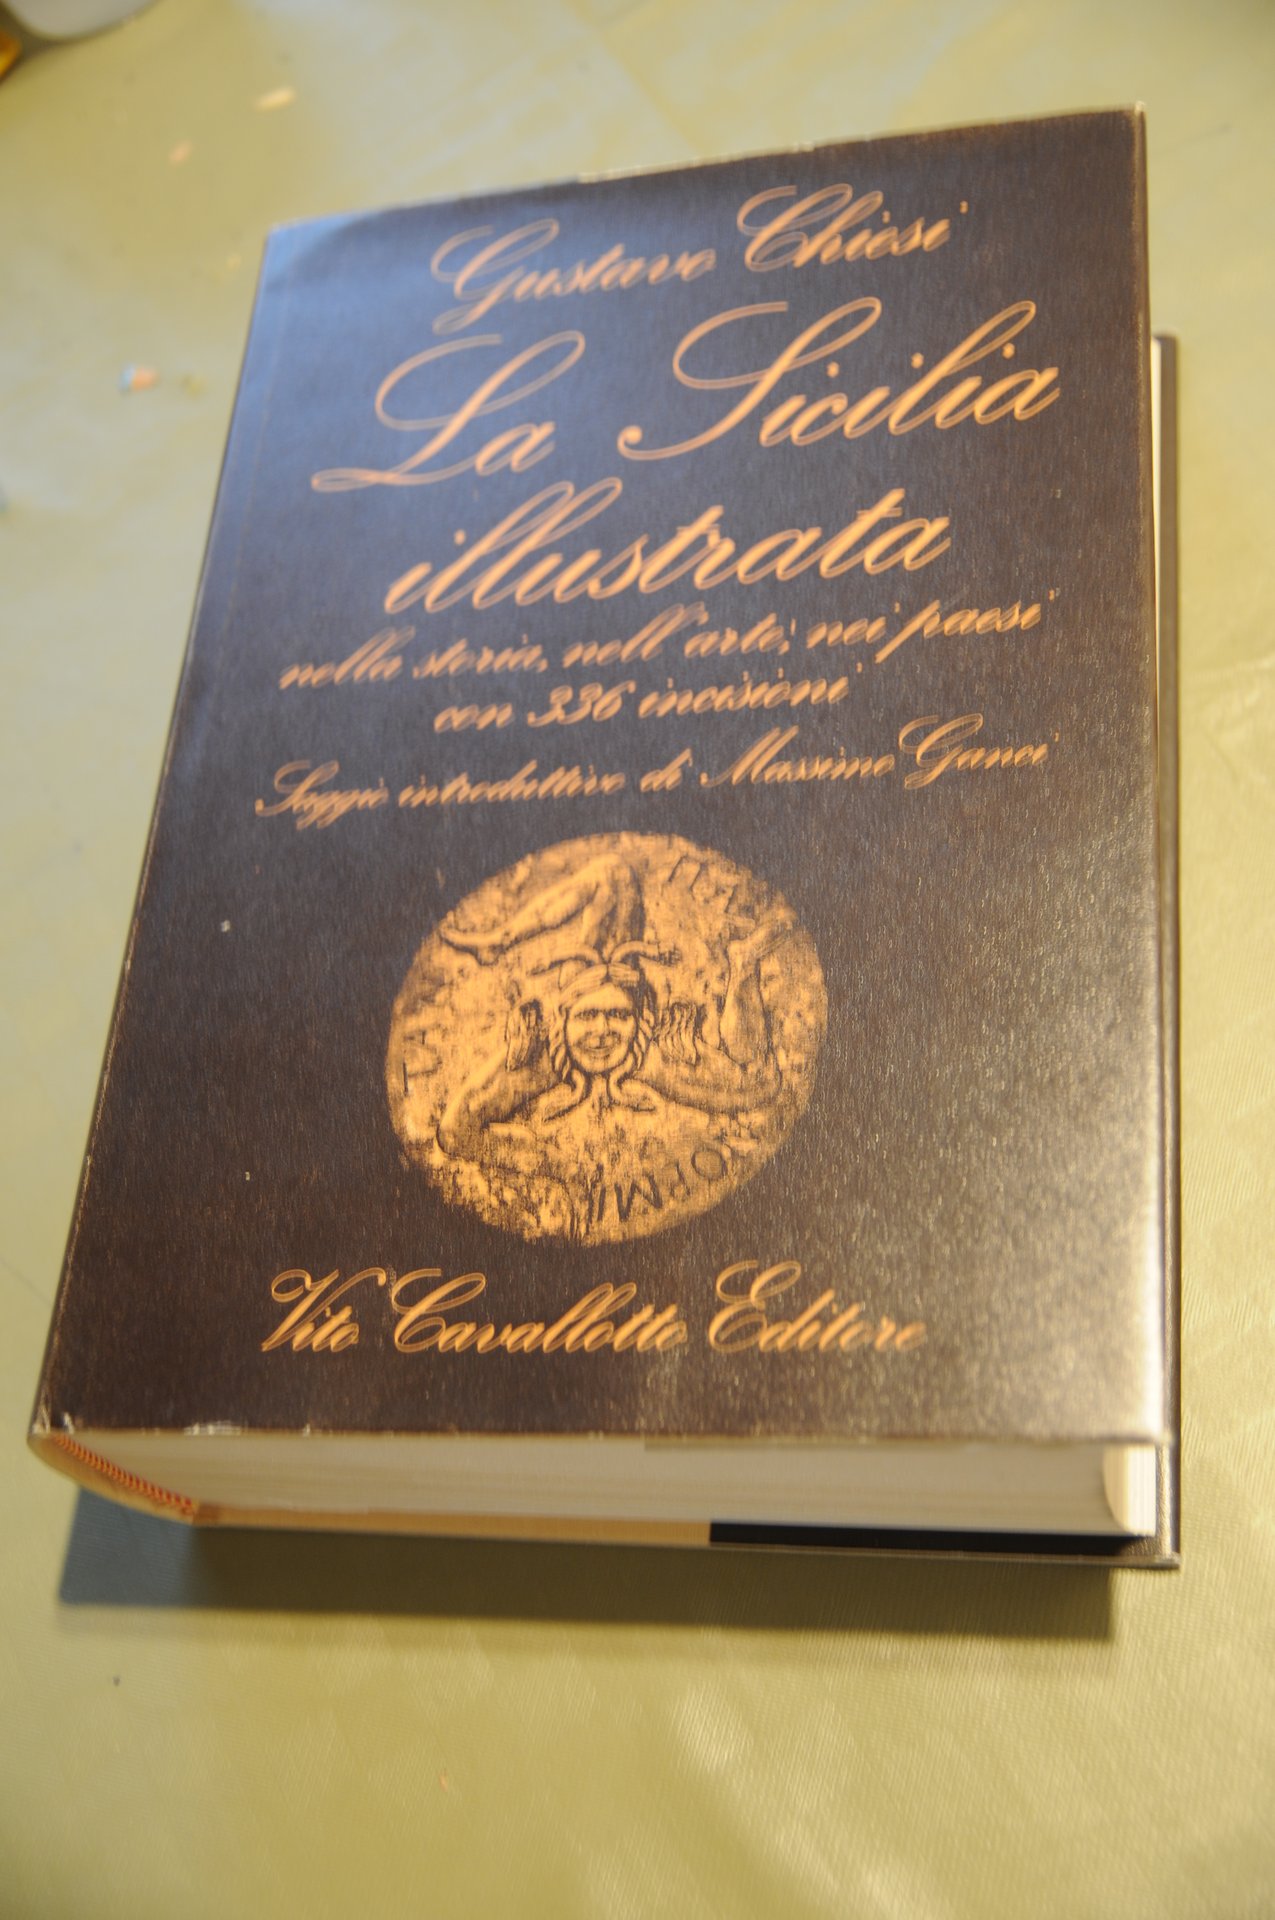 Gustavo Chiesi
La Sicilia
illustrata
nella storia, nell'arte, nei paesi
con 336 incisioni
Saggio introduttivo di Massimo Ganci
Vito Cavallotto Editore